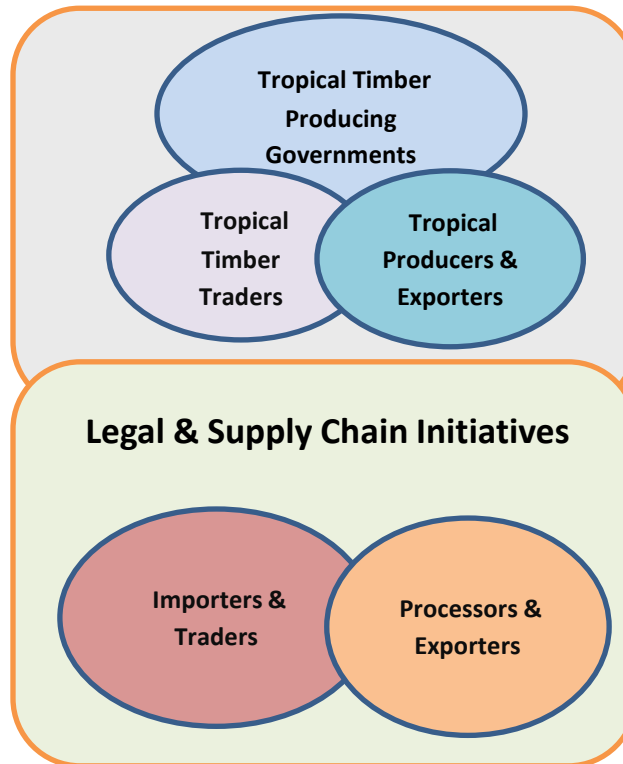 Tropical Timber
Producing
Governments
Tropical
Timber
Traders
Tropical
Producers &
Exporters
Legal & Supply Chain Initiatives
Importers &
Traders
Processors &
Exporters